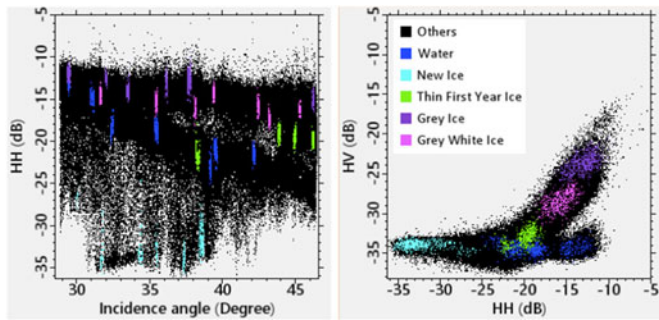 -5
-10
-15
-20
-25
-30
-35
HH (dB)
30
35
40
45
Incidence angle (Degree)
-5
-10
-15
-20
-25
-30
-35
HV (dB)
Others
Water
New Ice
Thin First Year Ice
Grey Ice
Grey White Ice
-35
-30
-25
-20
-15
-10
-5
HH (dB)